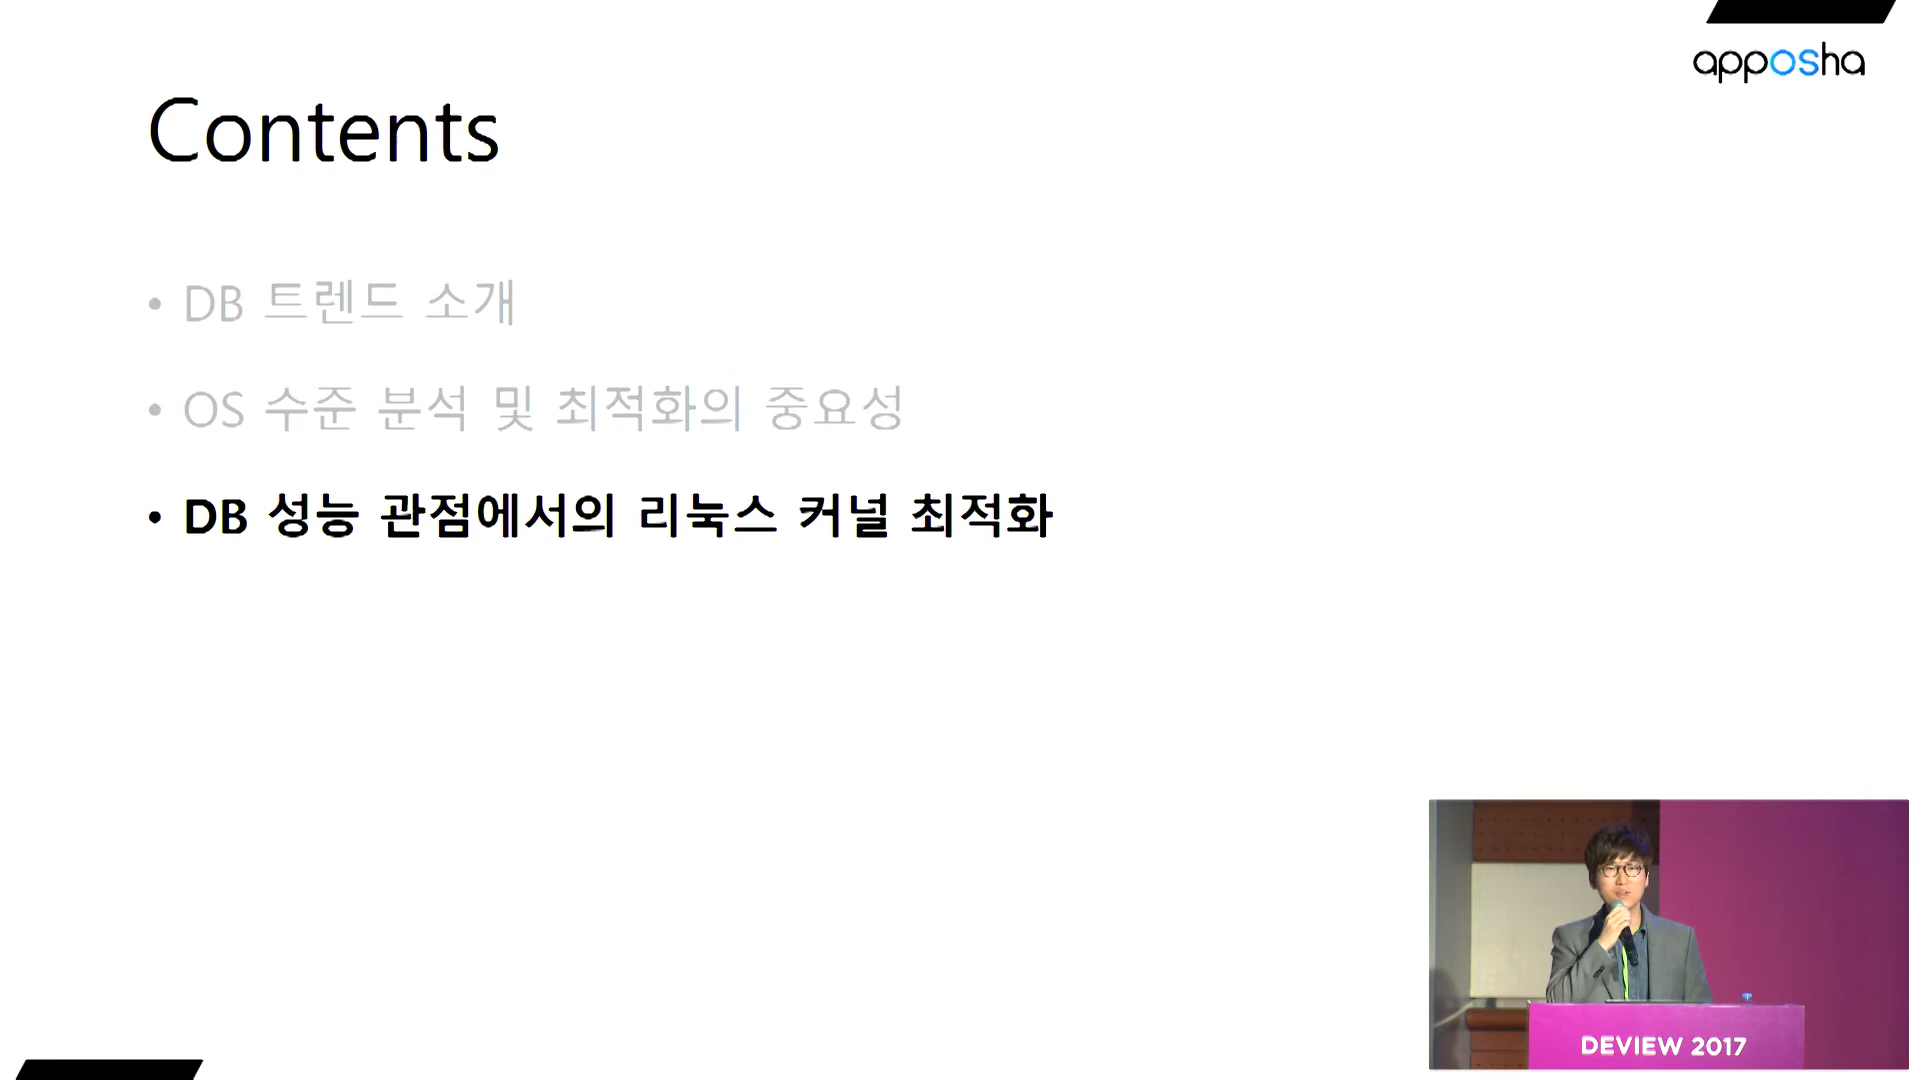 apposha
Contents
• DB 트렌드 소개
• OS 수준 분석 및 최적화의 중요성
• DB 성능 관점에서의 리눅스 커널 최적화
DEVIEW 2017